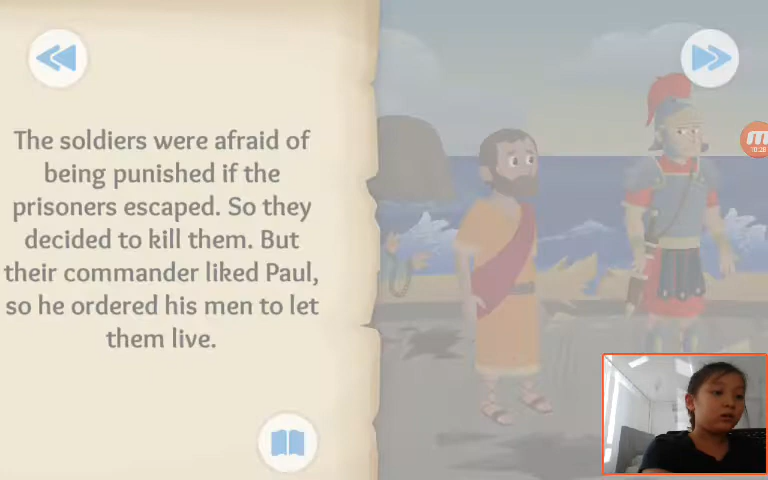 The soldiers were afraid of
being punished if the
prisoners escaped. So they
decided to kill them. But
their commander liked Paul,
so he ordered his men to let
them live.